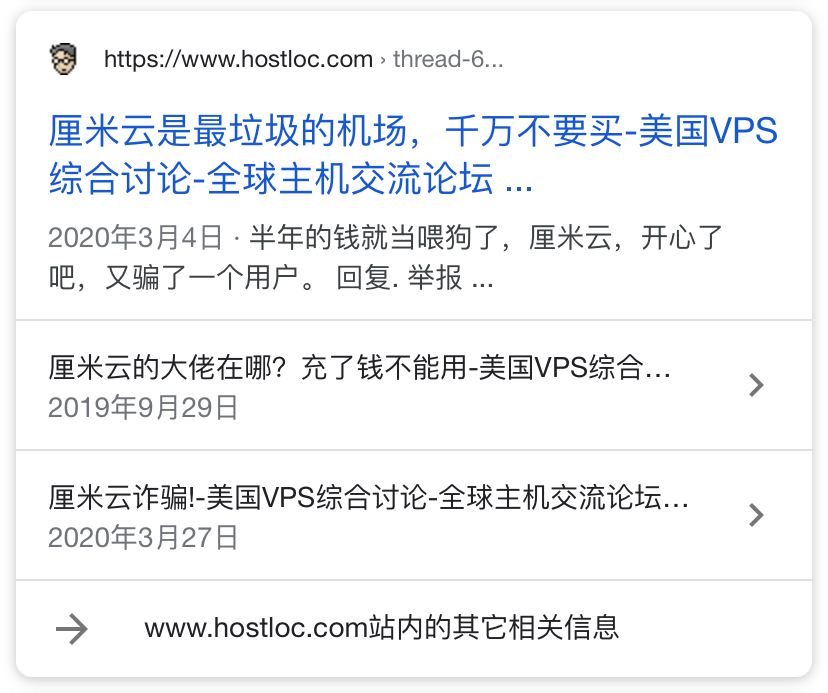 https://www.hostloc.com › thread-6...
厘米云是最垃圾的机场，千万不要买-美国VPS
综合讨论-全球主机交流论坛 ...
2020年3月4日 · 半年的钱就当喂狗了，厘米云，开心了
吧，又骗了一个用户。 回复. 举报 ...
厘米云的大佬在哪？充了钱不能用-美国VPS综合...
2019年9月29日
厘米云诈骗!-美国VPS综合讨论-全球主机交流论坛...
2020年3月27日
www.hostloc.com站内的其它相关信息